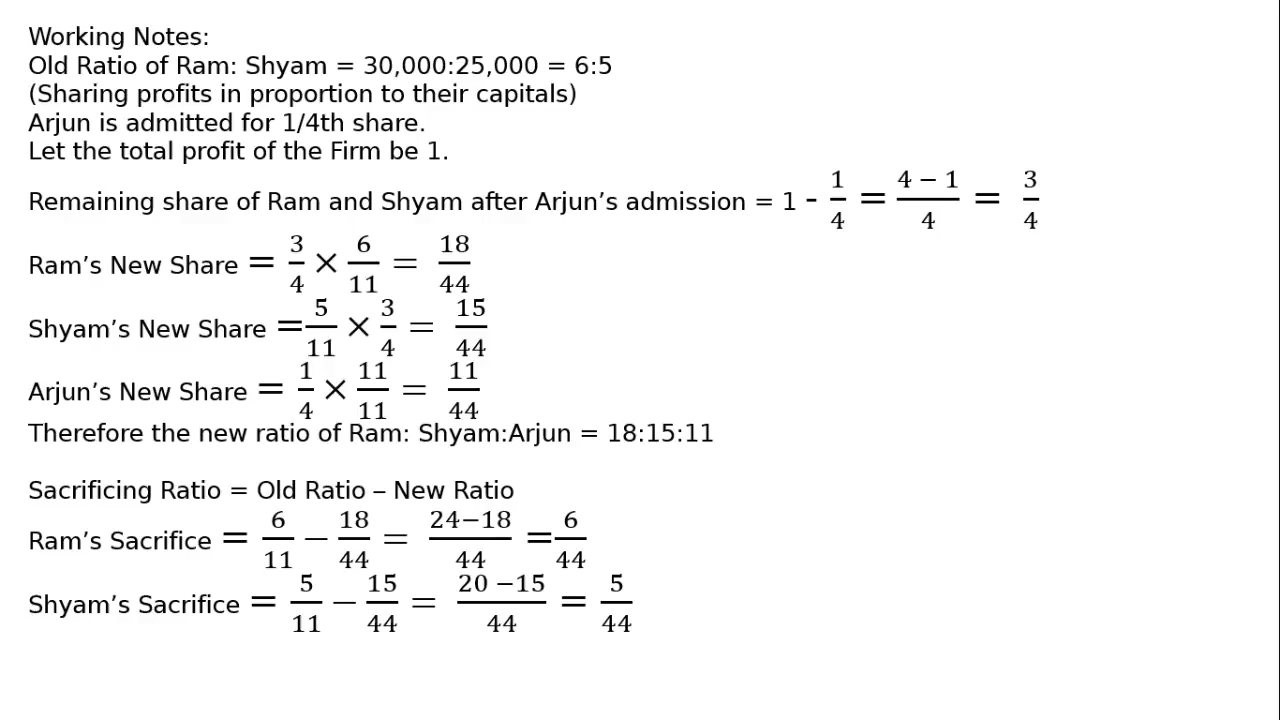 Working Notes:
Old Ratio of Ram: Shyam = 30,000:25,000 = 6:5
(Sharing profits in proportion to their capitals)
Arjun is admitted for 1/4th share.
Let the total profit of the Firm be 1.
Remaining share of Ram and Shyam after Arjun’s admission = 1 - 1/4 = (4 − 1)/4 = 3/4
Ram’s New Share = 3/4 × 6/11 = 18/44
Shyam’s New Share = 5/11 × 3/4 = 15/44
Arjun’s New Share = 1/4 × 11/11 = 11/44
Therefore the new ratio of Ram: Shyam:Arjun = 18:15:11
Sacrificing Ratio = Old Ratio – New Ratio
Ram’s Sacrifice = 6/11 − 18/44 = (24−18)/44 = 6/44
Shyam’s Sacrifice = 5/11 − 15/44 = (20 −15)/44 = 5/44